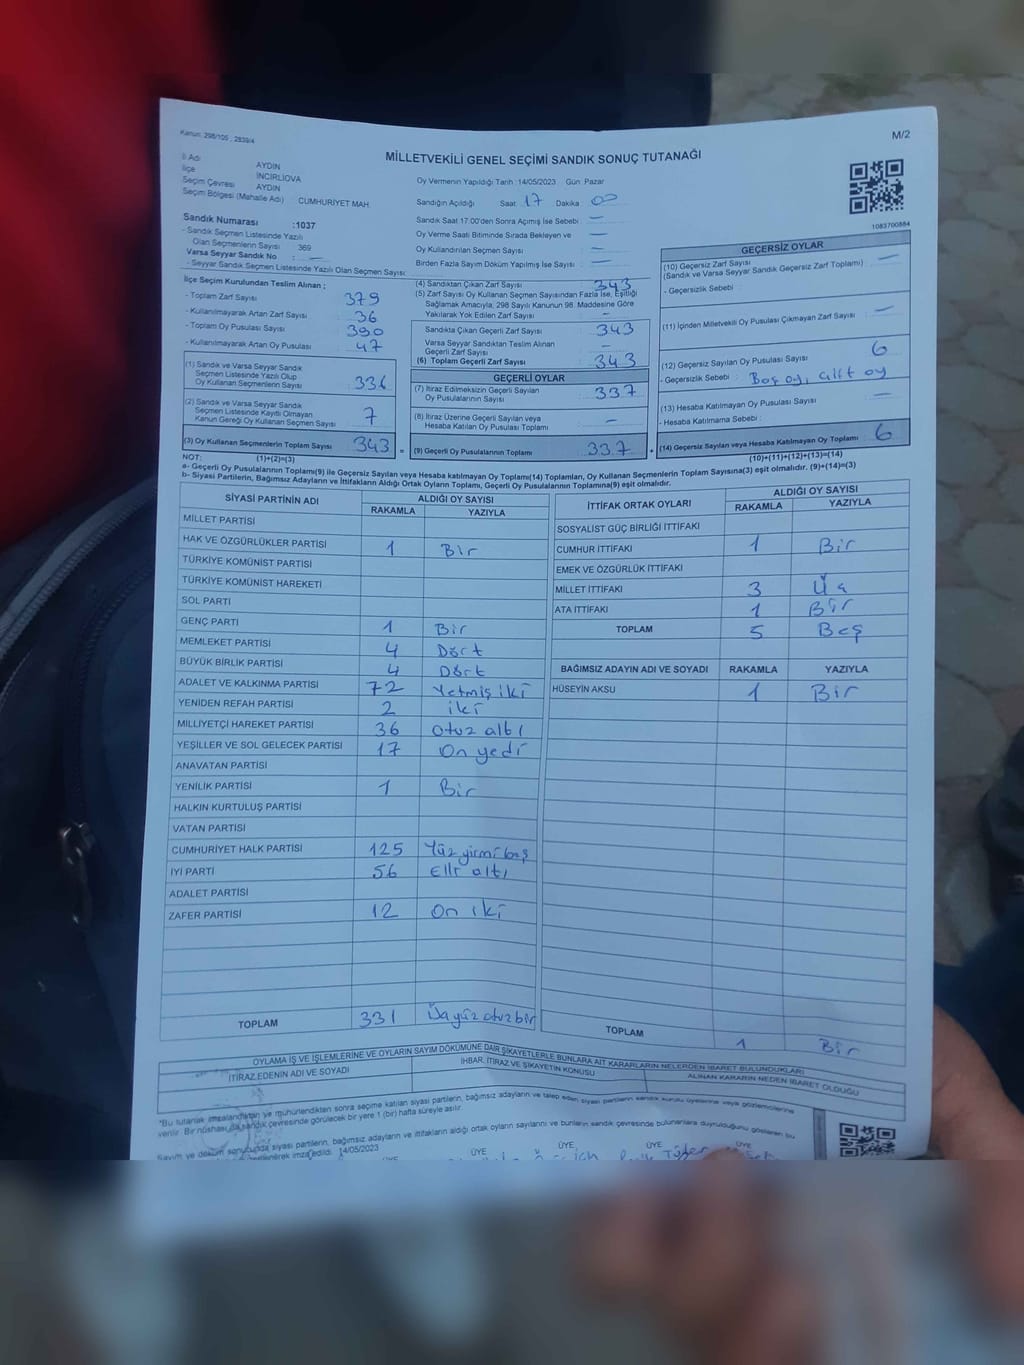 Kanun: 298/105 , 2839/4
M/2
MİLLETVEKİLİ GENEL SEÇİMİ SANDIK SONUÇ TUTANAĞI
İl Adı AYDIN
İlçe İNCİRLİOVA
Seçim Çevresi AYDIN
Seçim Bölgesi (Mahalle Adı) CUMHURİYET MAH.
Sandık Numarası :1037
- Sandık Seçmen Listesinde Yazılı
Olan Seçmenlerin Sayısı 369
Varsa Seyyar Sandık No : —
- Seyyar Sandık Seçmen Listesinde Yazılı Olan Seçmen Sayısı:
Oy Vermenin Yapıldığı Tarih :14/05/2023 Gün: Pazar
Sandığın Açıldığı Saat 17 Dakika 00
Sandık Saat 17:00'den Sonra Açımış İse Sebebi : —
Oy Verme Saati Bitiminde Sırada Bekleyen ve : —
Oy Kullandırılan Seçmen Sayısı : —
Birden Fazla Sayım Döküm Yapılmış İse Sayısı : —
1083700884
İlçe Seçim Kurulundan Teslim Alınan ;
- Toplam Zarf Sayısı : 379
- Kullanılmayarak Artan Zarf Sayısı : 36
- Toplam Oy Pusulası Sayısı : 390
- Kullanılmayarak Artan Oy Pusulası : 47
(1) Sandık ve Varsa Seyyar Sandık
Seçmen Listesinde Yazılı Olup
Oy Kullanan Seçmenlerin Sayısı : 336
(2) Sandık ve Varsa Seyyar Sandık
Seçmen Listesinde Kayıtlı Olmayan
Kanun Gereği Oy Kullanan Seçmen Sayısı : 7
(3) Oy Kullanan Seçmenlerin Toplam Sayısı 343
(4) Sandıktan Çıkan Zarf Sayısı : 343
(5) Zarf Sayısı Oy Kullanan Seçmen Sayısından Fazla İse, Eşitliği
Sağlamak Amacıyla, 298 Sayılı Kanunun 98. Maddesine Göre
Yakılarak Yok Edilen Zarf Sayısı : —
Sandıkta Çıkan Geçerli Zarf Sayısı : 343
Varsa Seyyar Sandıktan Teslim Alınan
Geçerli Zarf Sayısı : —
(6) Toplam Geçerli Zarf Sayısı : 343
GEÇERLİ OYLAR
(7) İtiraz Edilmeksizin Geçerli Sayılan
Oy Pusulalarının Sayısı : 337
(8) İtiraz Üzerine Geçerli Sayılan veya
Hesaba Katılan Oy Pusulası Toplamı : —
= (9) Geçerli Oy Pusulalarının Toplamı 337 +
GEÇERSİZ OYLAR
(10) Geçersiz Zarf Sayısı : —
(Sandık ve Varsa Seyyar Sandık Geçersiz Zarf Toplamı)
- Geçersizlik Sebebi :
(11) İçinden Milletvekili Oy Pusulası Çıkmayan Zarf Sayısı : —
(12) Geçersiz Sayılan Oy Pusulası Sayısı : 6
- Geçersizlik Sebebi : Boş oy, çift oy
(13) Hesaba Katılmayan Oy Pusulası Sayısı : —
- Hesaba Katılmama Sebebi :
(14) Geçersiz Sayılan veya Hesaba Katılmayan Oy Toplamı 6
NOT: (1)+(2)=(3)
(10)+(11)+(12)+(13)=(14)
a- Geçerli Oy Pusulalarının Toplamı(9) ile Geçersiz Sayılan veya Hesaba katılmayan Oy Toplamı(14) Toplamları, Oy Kullanan Seçmenlerin Toplam Sayısına(3) eşit olmalıdır. (9)+(14)=(3)
b- Siyasi Partilerin, Bağımsız Adayların ve İttifakların Aldığı Ortak Oyların Toplamı, Geçerli Oy Pusulalarının Toplamına(9) eşit olmalıdır.
SİYASİ PARTİNİN ADI ALDIĞI OY SAYISI
RAKAMLA YAZIYLA
MİLLET PARTİSİ
HAK VE ÖZGÜRLÜKLER PARTİSİ 1 Bir
TÜRKİYE KOMÜNİST PARTİSİ
TÜRKİYE KOMÜNİST HAREKETİ
SOL PARTİ
GENÇ PARTİ 1 Bir
MEMLEKET PARTİSİ 4 Dört
BÜYÜK BİRLİK PARTİSİ 4 Dört
ADALET VE KALKINMA PARTİSİ 72 Yetmiş iki
YENİDEN REFAH PARTİSİ 2 iki
MİLLİYETÇİ HAREKET PARTİSİ 36 Otuz altı
YEŞİLLER VE SOL GELECEK PARTİSİ 17 On yedi
ANAVATAN PARTİSİ
YENİLİK PARTİSİ 1 Bir
HALKIN KURTULUŞ PARTİSİ
VATAN PARTİSİ
CUMHURİYET HALK PARTİSİ 125 Yüz yirmi beş
İYİ PARTİ 56 Elli altı
ADALET PARTİSİ
ZAFER PARTİSİ 12 On iki
TOPLAM 331 Üç yüz otuz bir
İTTİFAK ORTAK OYLARI ALDIĞI OY SAYISI
RAKAMLA YAZIYLA
SOSYALİST GÜÇ BİRLİĞİ İTTİFAKI
CUMHUR İTTİFAKI 1 Bir
EMEK VE ÖZGÜRLÜK İTTİFAKI
MİLLET İTTİFAKI 3 Üç
ATA İTTİFAKI 1 Bir
TOPLAM 5 Beş
BAĞIMSIZ ADAYIN ADI VE SOYADI RAKAMLA YAZIYLA
HÜSEYİN AKSU 1 Bir
TOPLAM 1 Bir
OYLAMA İŞ VE İŞLEMLERİNE VE OYLARIN SAYIM DÖKÜMÜNE DAİR ŞİKAYETLERLE BUNLARA AİT KARARLARIN NELERDEN İBARET BULUNDUKLARI
İTİRAZ EDENİN ADI VE SOYADI İHBAR, İTİRAZ VE ŞİKAYETİN KONUSU ALINAN KARARIN NEDEN İBARET OLDUĞU
"Bu tutanak imzalandıktan ve mühürlendikten sonra seçime katılan siyasi partilerin, bağımsız adayların ve talep eden siyasi partilerin sandık kurulu üyelerine veya gözlemcilerine
verilir. Bir nüshası da sandık çevresinde görülecek bir yere 1 (bir) hafta süreyle asılır.
Sayım ve döküm sonucunda siyasi partilerin, bağımsız adayların ve ittifakların aldığı ortak oyların sayılarını ve bunların sandık çevresinde bulunanlara duyrulduğunu gösteren bu
imza edildi. 14/05/2023
ÜYE ÜYE ÜYE ÜYE